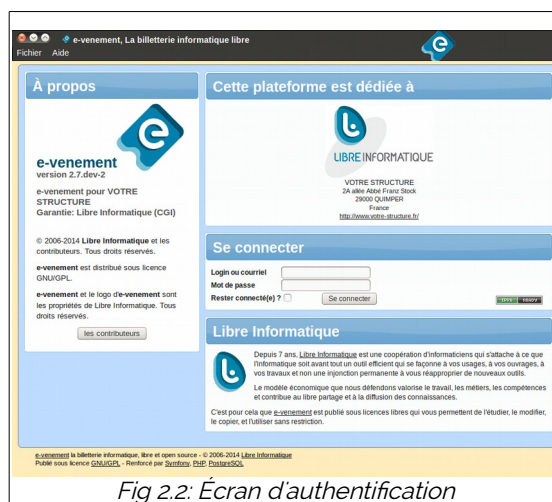 e-venement, La billetterie informatique libre
Fichier Aide
À propos
e-venement
version 2.7.dev-2
e-venement pour VOTRE
STRUCTURE
Garantie: Libre Informatique (CGI)
© 2006-2014 Libre Informatique et les
contributeurs. Tous droits réservés.
e-venement est distribué sous licence
GNU/GPL.
e-venement et le logo d'e-venement sont
les propriétés de Libre Informatique. Tous
droits réservés.
les contributeurs
Cette plateforme est dédiée à
LIBREINFORMATIQUE
VOTRE STRUCTURE
2A allée Abbé Franz Stock
29000 QUIMPER
France
http://www.votre-structure.fr/
Se connecter
Login ou courriel
Mot de passe
Rester connecté(e) ? Se connecter
IPV6 READY
Libre Informatique
Depuis 7 ans, Libre Informatique est une coopération d'informaticiens qui s'attache à ce que
l'informatique soit avant tout un outil efficient qui se façonne à vos usages, à vos ouvrages, à
vos travaux et non une injonction permanente à vous réapproprier de nouveaux outils.
Le modèle économique que nous défendons valorise le travail, les métiers, les compétences
et contribue au libre partage et à la diffusion des connaissances.
C'est pour cela que e-venement est publié sous licences libres qui vous permettent de l'étudier, le modifier,
le copier, et l'utiliser sans restriction.
e-venement la billetterie informatique, libre et open source - © 2006-2014 Libre Informatique
Publié sous licence GNU/GPL - Renforcé par Symfony, PHP, PostgreSQL
Fig 2.2: Écran d'authentification